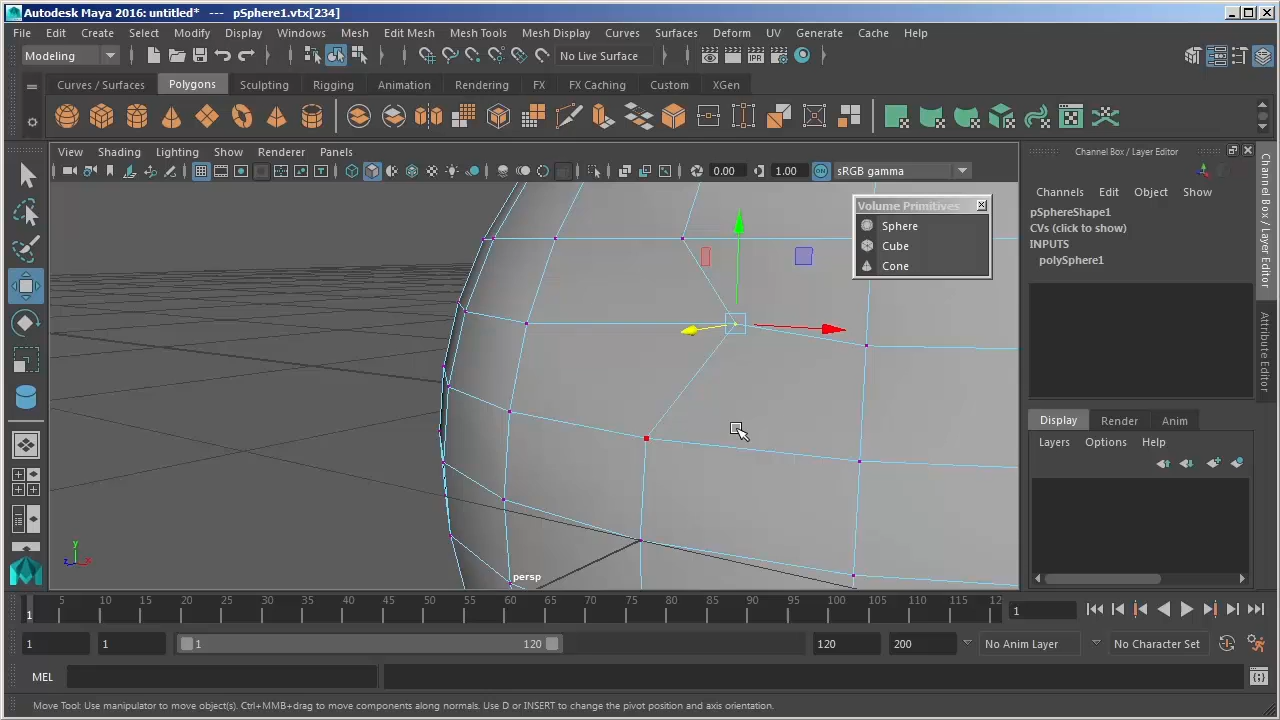 Autodesk Maya 2016: untitled*   ---   pSphere1.vtx[234]
File Edit Create Select Modify Display Windows Mesh Edit Mesh Mesh Tools Mesh Display Curves Surfaces Deform UV Generate Cache Help
Modeling No Live Surface
Curves / Surfaces Polygons Sculpting Rigging Animation Rendering FX FX Caching Custom XGen
View Shading Lighting Show Renderer Panels
IPR 0.00 1.00 ON sRGB gamma
Channel Box / Layer Editor
Channels Edit Object Show
pSphereShape1
CVs (click to show)
INPUTS
polySphere1
Channel Box / Layer Editor
Attribute Editor
Volume Primitives
Sphere
Cube
Cone
Display Render Anim
Layers Options Help
y
z x
persp
1 5 10 15 20 25 30 35 40 45 50 55 60 65 70 75 80 85 90 95 100 105 110 115 12
1
1 1 1 120 120 200 No Anim Layer No Character Set
MEL
Move Tool: Use manipulator to move object(s). Ctrl+MMB+drag to move components along normals. Use D or INSERT to change the pivot position and axis orientation.